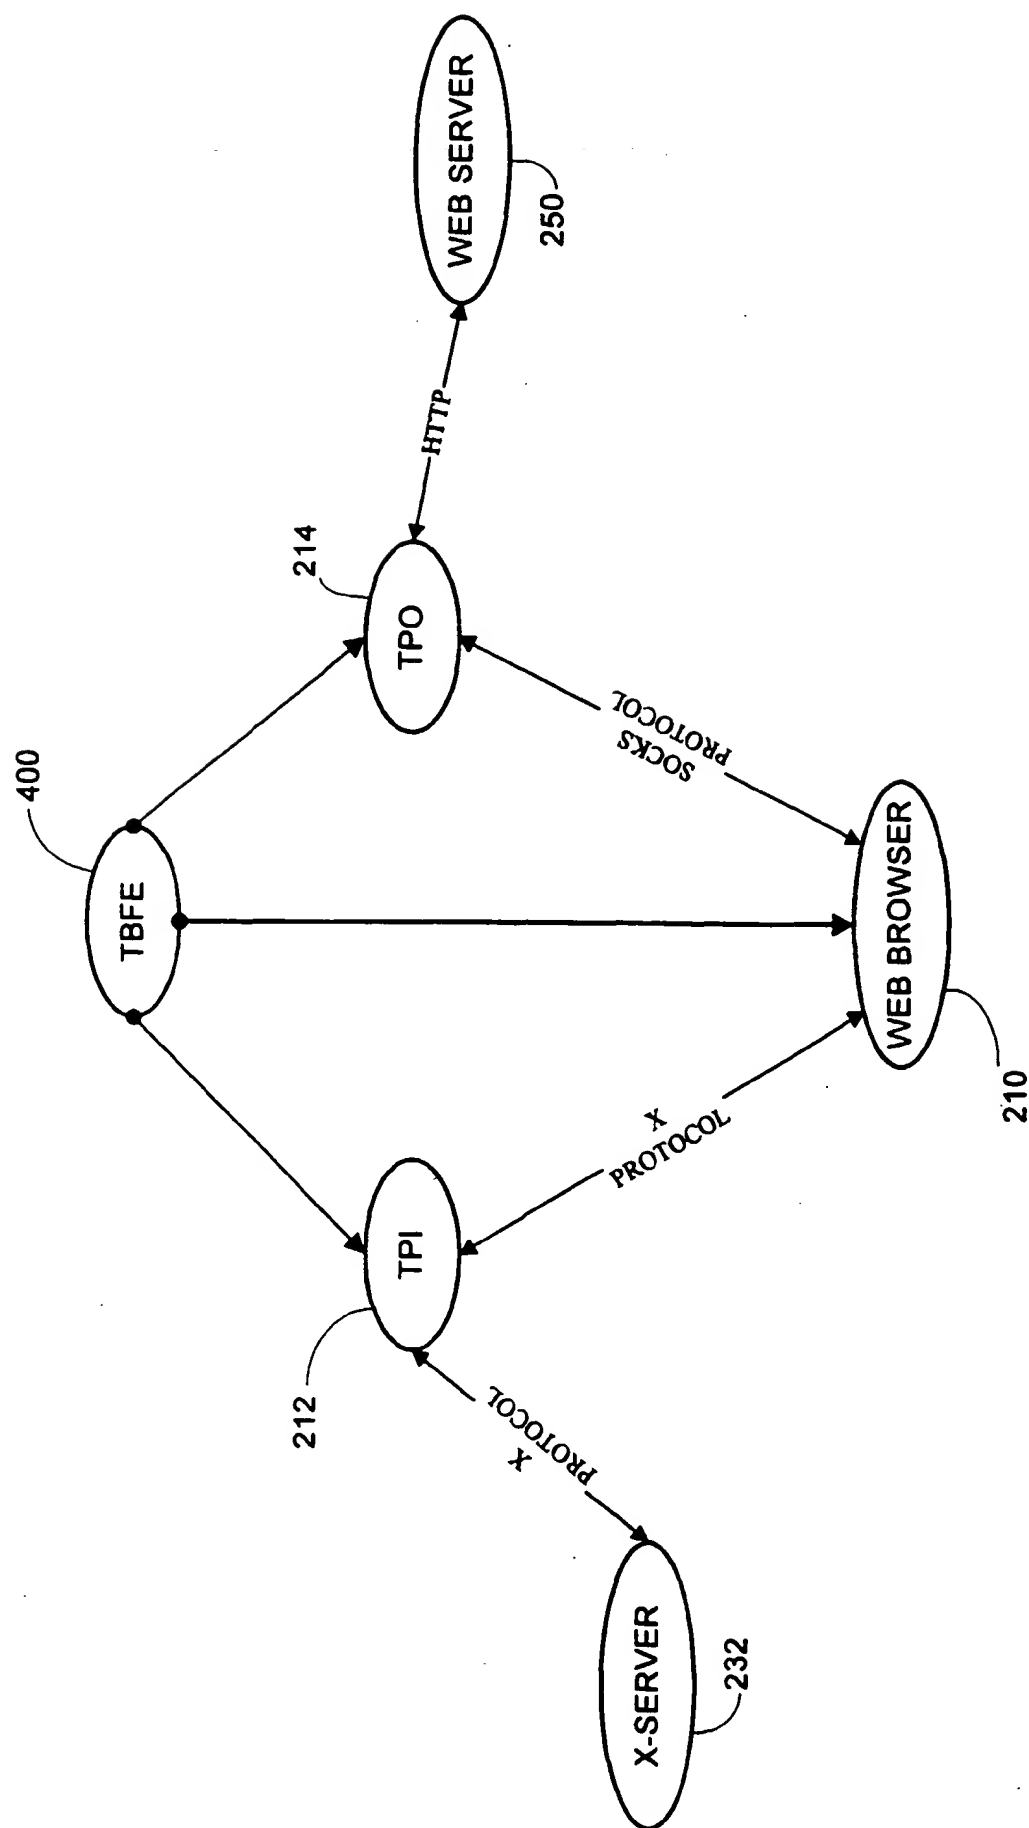 400
TBFE
212
TPI
214
TPO
X
PROTOCOL
HTTP
X-SERVER
232
X
PROTOCOL
SOCKS
PROTOCOL
WEB SERVER
250
WEB BROWSER
210